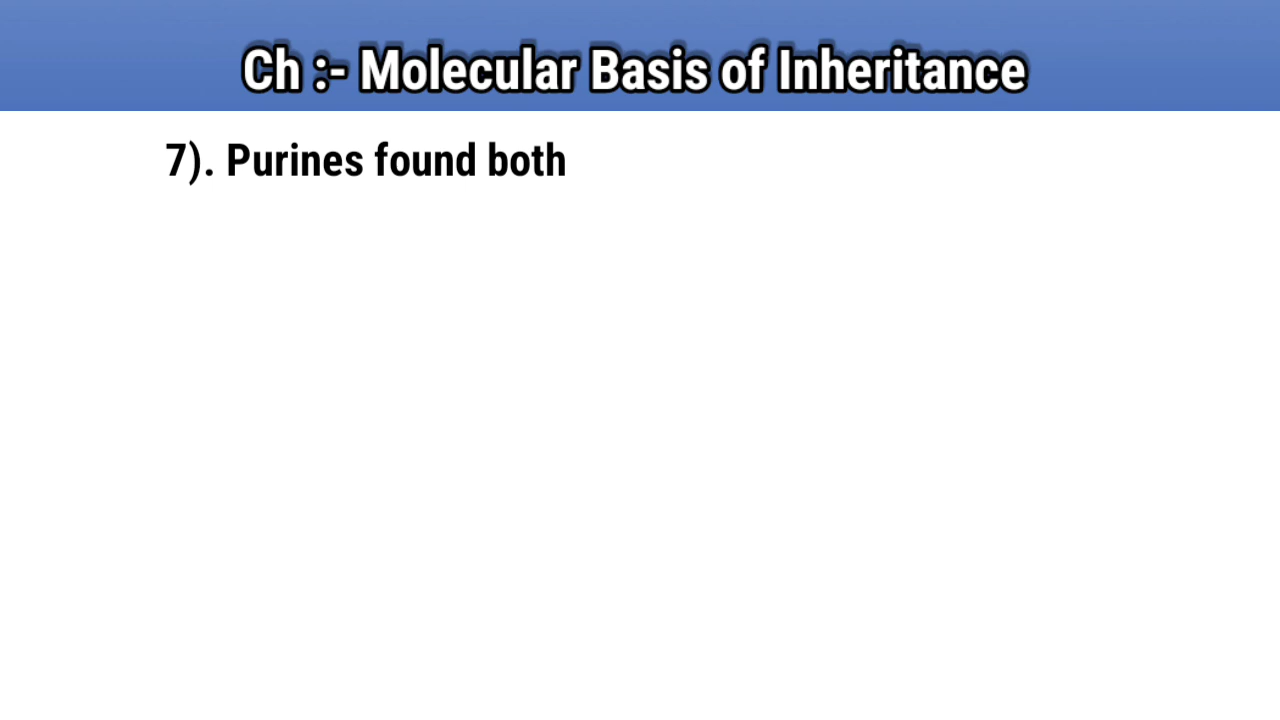 Ch :- Molecular Basis of Inheritance
7). Purines found both